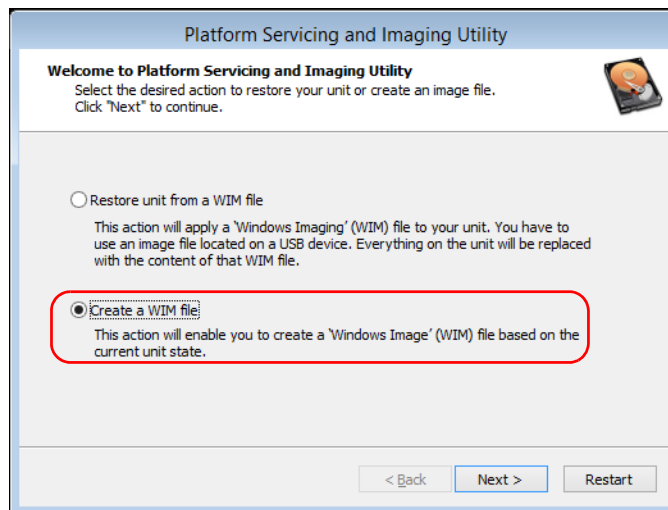 Platform Servicing and Imaging Utility
Welcome to Platform Servicing and Imaging Utility
Select the desired action to restore your unit or create an image file.
Click "Next" to continue.
Restore unit from a WIM file
This action will apply a 'Windows Imaging' (WIM) file to your unit. You have to
use an image file located on a USB device. Everything on the unit will be replaced
with the content of that WIM file.
Create a WIM file
This action will enable you to create a 'Windows Image' (WIM) file based on the
current unit state.
< Back Next > Restart